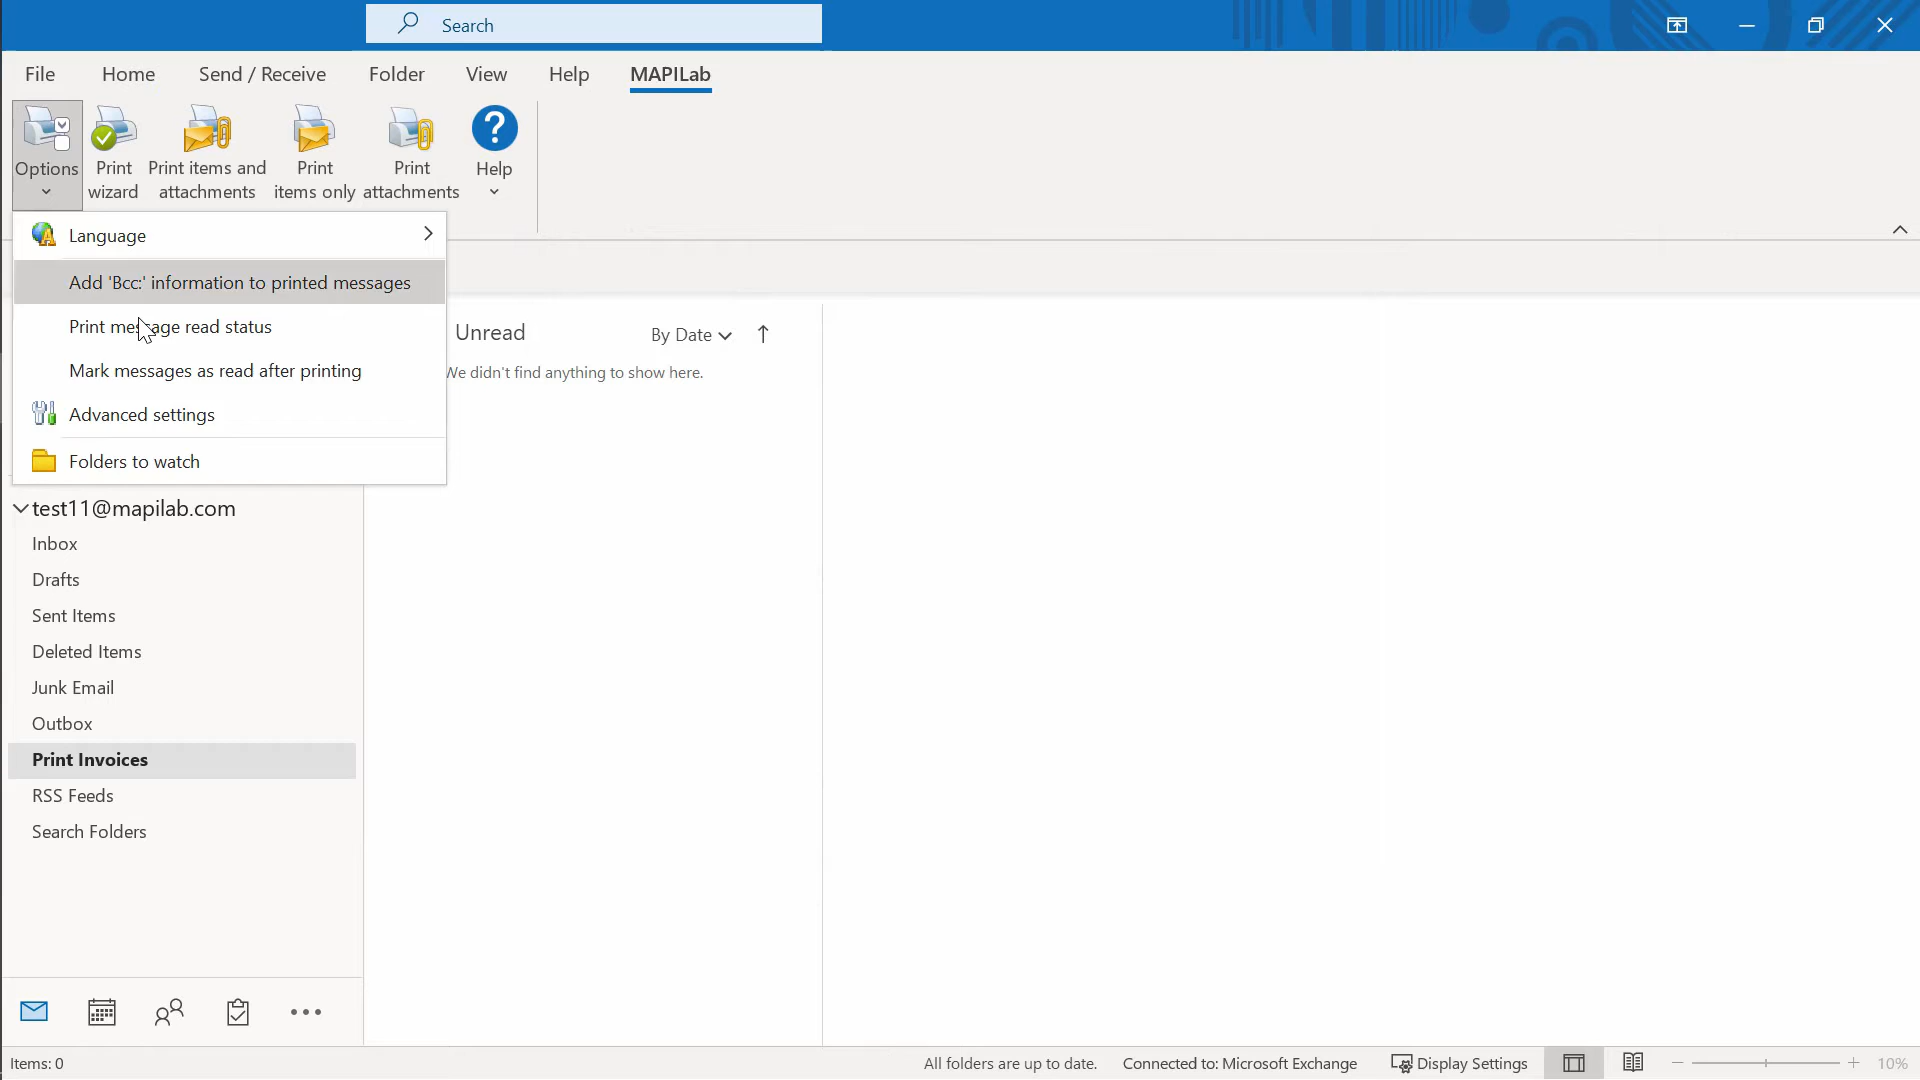 Search
File Home Send / Receive Folder View Help MAPILab
Options Print wizard Print items and attachments Print items only Print attachments Help
Language
Add 'Bcc:' information to printed messages
Print message read status
Mark messages as read after printing
Advanced settings
Folders to watch
Unread By Date
We didn't find anything to show here.
test11@mapilab.com
Inbox
Drafts
Sent Items
Deleted Items
Junk Email
Outbox
Print Invoices
RSS Feeds
Search Folders
Items: 0 All folders are up to date. Connected to: Microsoft Exchange Display Settings 10%